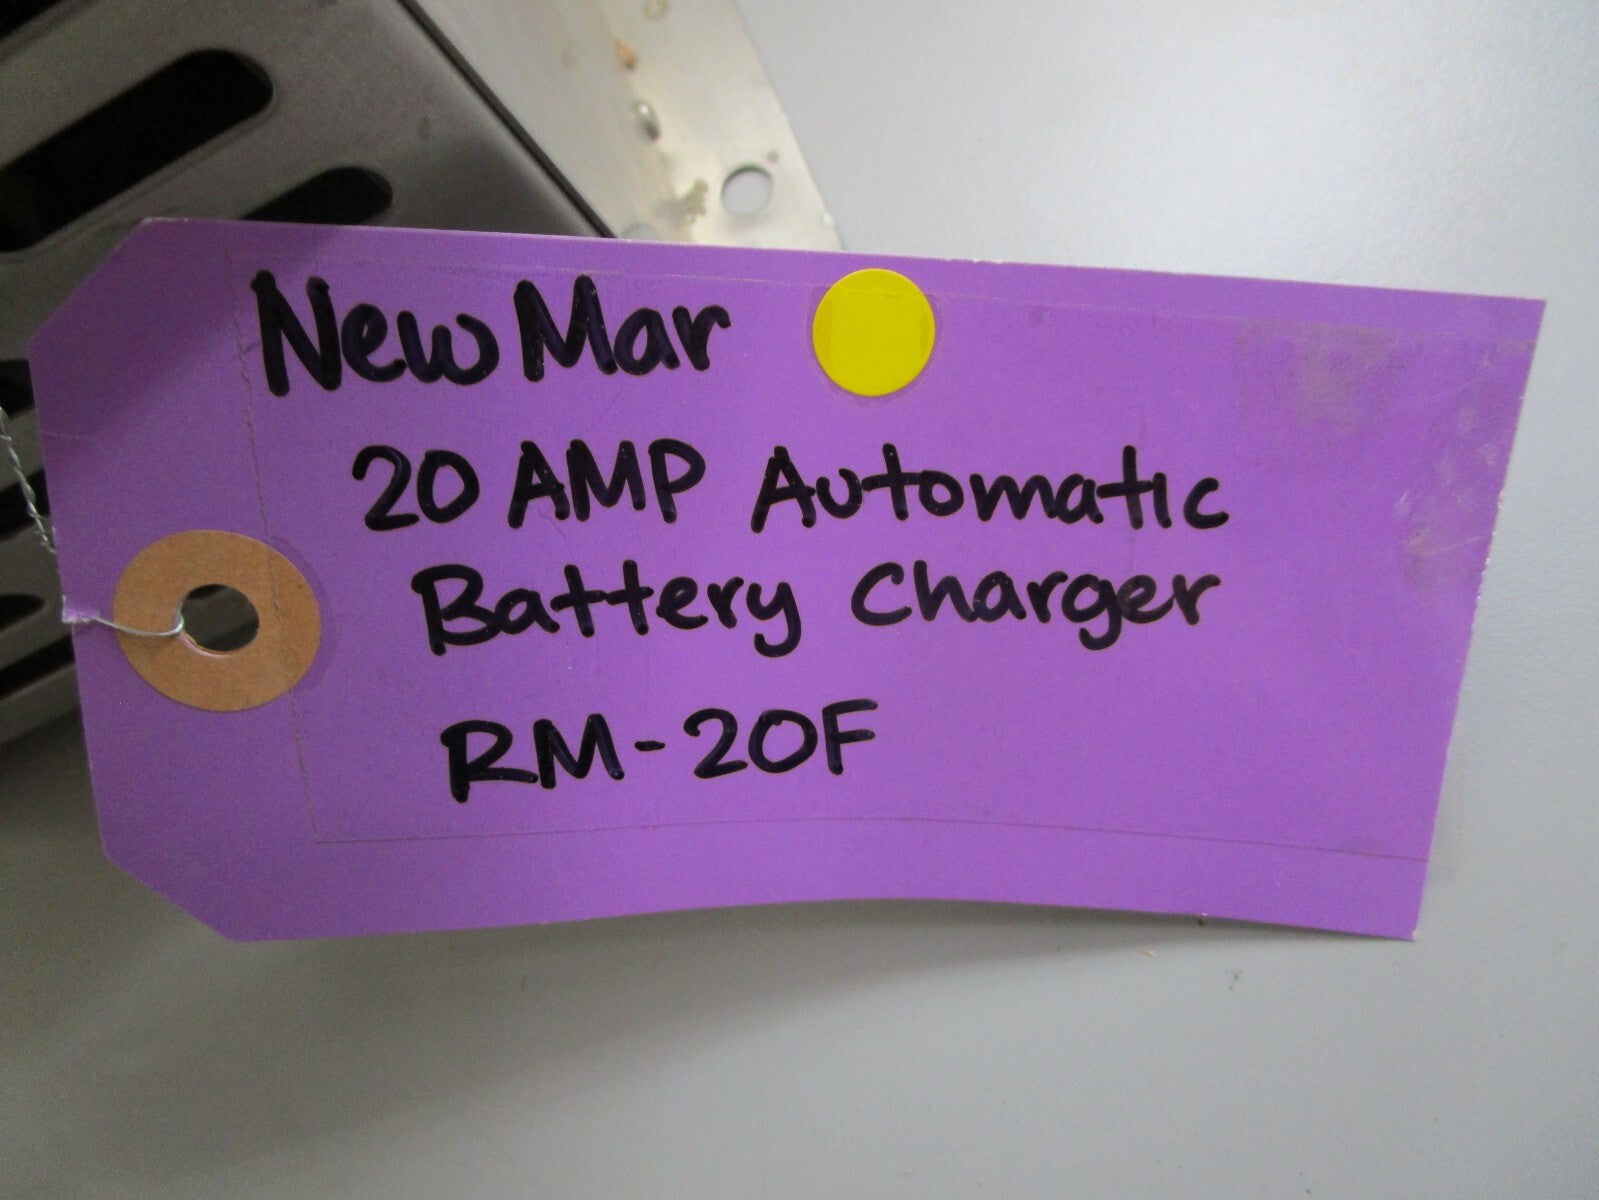 NewMar
20 AMP Automatic
Battery Charger
RM-20F